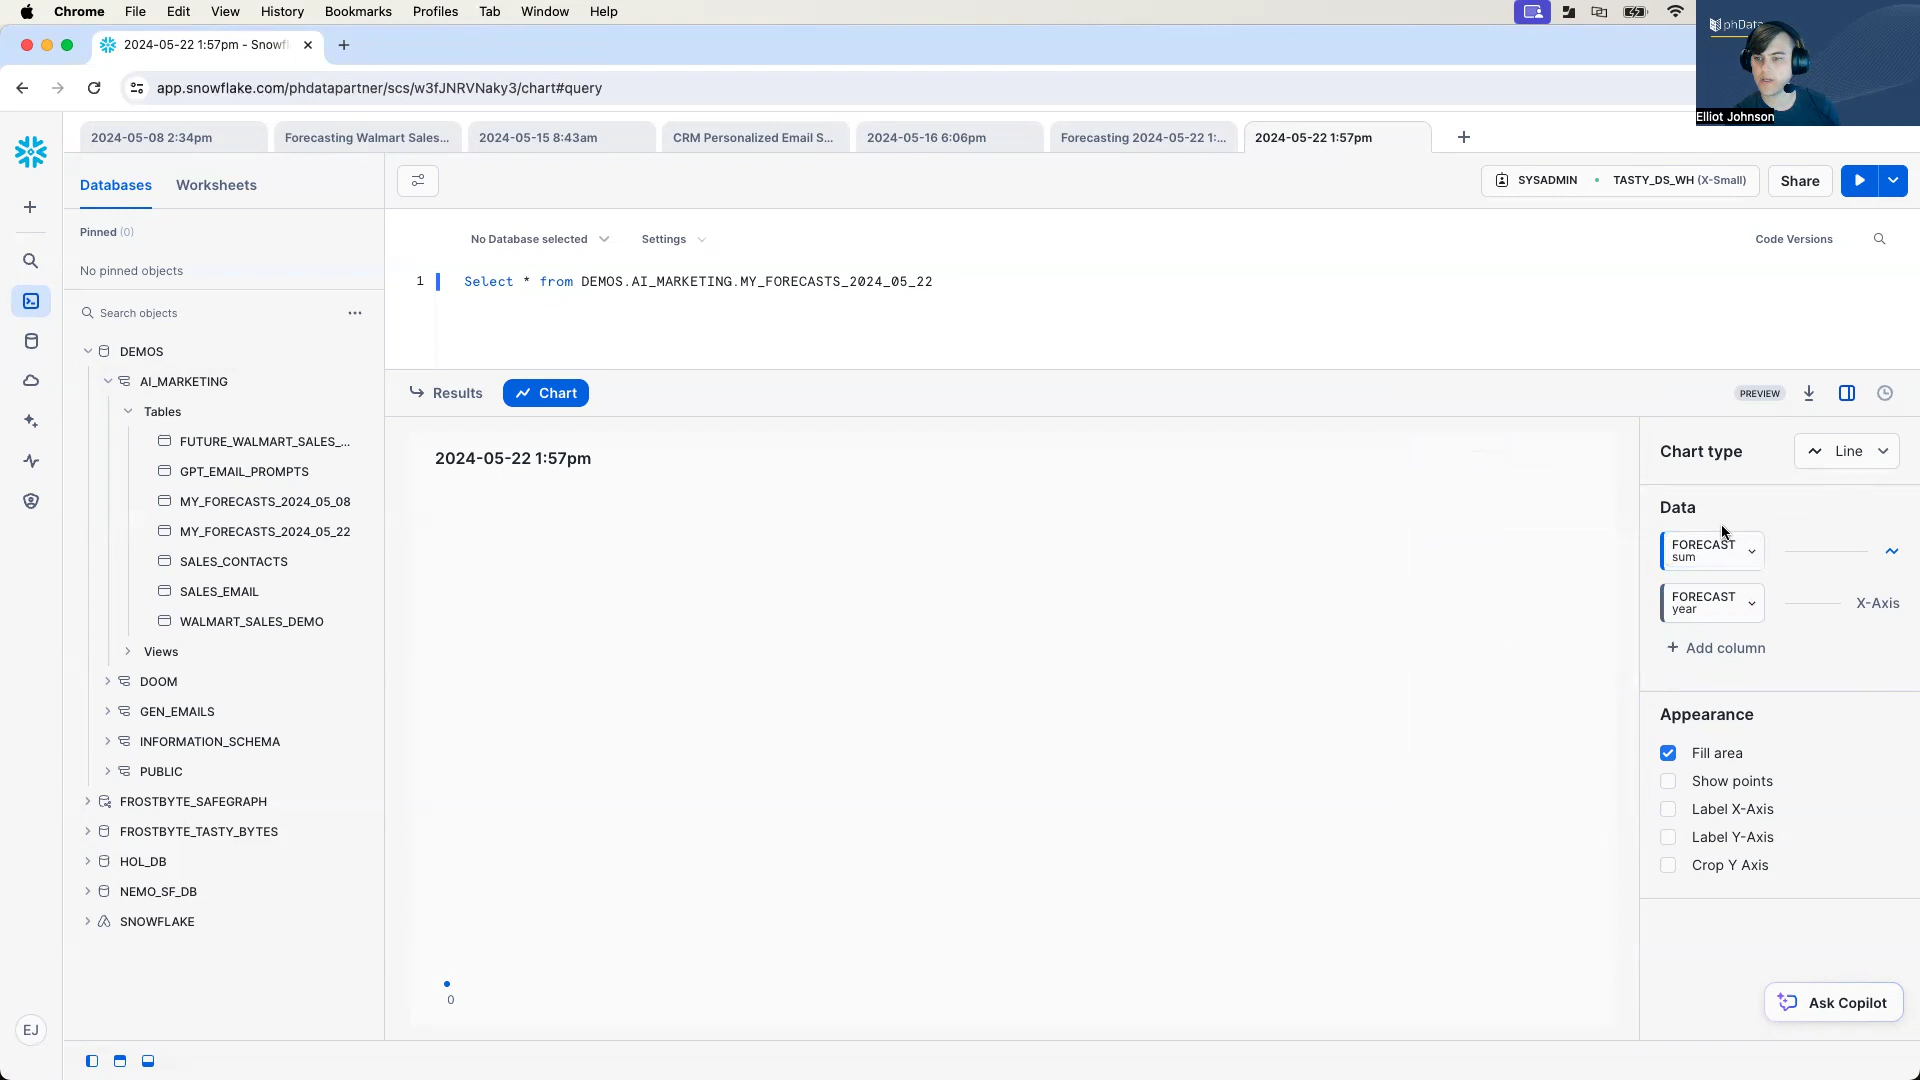 Chrome File Edit View History Bookmarks Profiles Tab Window Help
phData
Elliot Johnson
2024-05-22 1:57pm - Snowfl
app.snowflake.com/phdatapartner/scs/w3fJNRVNaky3/chart#query
2024-05-08 2:34pm
Forecasting Walmart Sales...
2024-05-15 8:43am
CRM Personalized Email S...
2024-05-16 6:06pm
Forecasting 2024-05-22 1:...
2024-05-22 1:57pm
Databases Worksheets
SYSADMIN • TASTY_DS_WH (X-Small)
Share
Pinned (0)
No pinned objects
No Database selected
Settings
Code Versions
1 Select * from DEMOS.AI_MARKETING.MY_FORECASTS_2024_05_22
Search objects
DEMOS
AI_MARKETING
Tables
FUTURE_WALMART_SALES_...
GPT_EMAIL_PROMPTS
MY_FORECASTS_2024_05_08
MY_FORECASTS_2024_05_22
SALES_CONTACTS
SALES_EMAIL
WALMART_SALES_DEMO
Views
DOOM
GEN_EMAILS
INFORMATION_SCHEMA
PUBLIC
FROSTBYTE_SAFEGRAPH
FROSTBYTE_TASTY_BYTES
HOL_DB
NEMO_SF_DB
SNOWFLAKE
EJ
Results
Chart
PREVIEW
2024-05-22 1:57pm
0
Chart type
Line
Data
FORECAST
sum
FORECAST
year
X-Axis
+ Add column
Appearance
Fill area
Show points
Label X-Axis
Label Y-Axis
Crop Y Axis
Ask Copilot